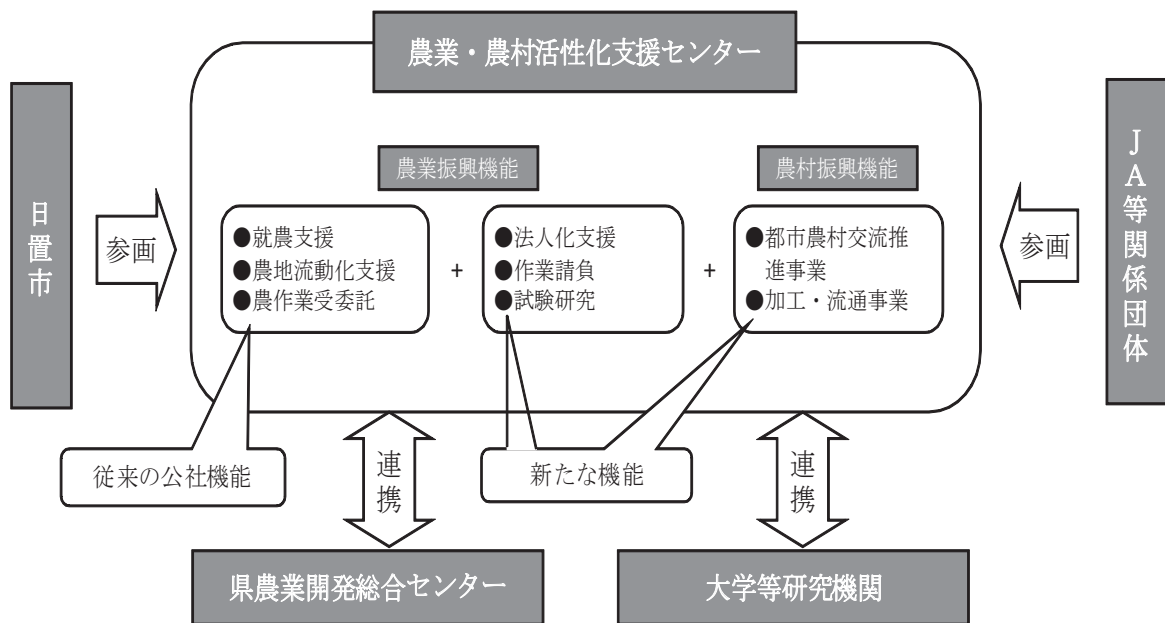 農業・農村活性化支援センター
日置市
参画
農業振興機能
農村振興機能
●就農支援
●農地流動化支援
●農作業受委託
+
●法人化支援
●作業請負
●試験研究
+
●都市農村交流推
進事業
●加工・流通事業
参画
JA等関係団体
従来の公社機能
新たな機能
連携
連携
県農業開発総合センター
大学等研究機関